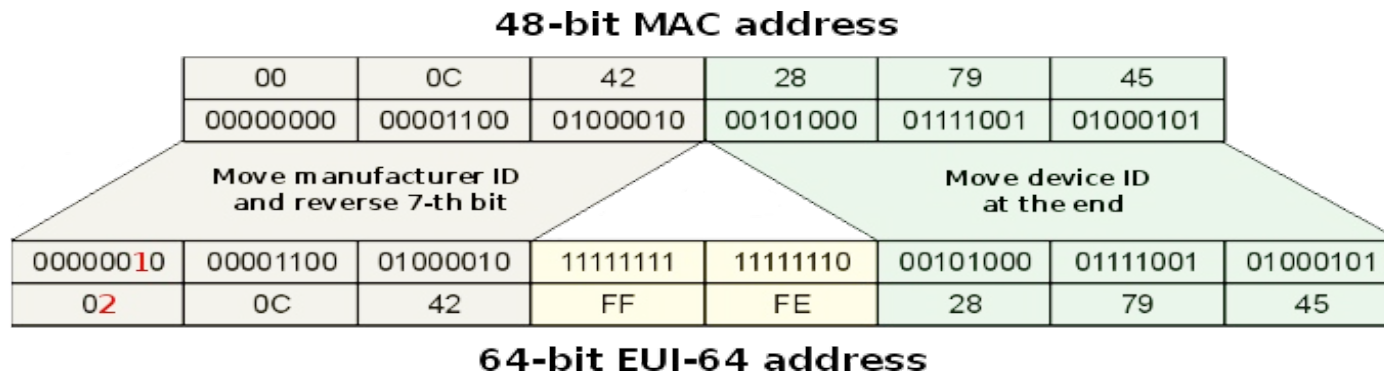 48-bit MAC address
00 0C 42 28 79 45
00000000 00001100 01000010 00101000 01111001 01000101
Move manufacturer ID
and reverse 7-th bit
Move device ID
at the end
00000010 00001100 01000010 11111111 11111110 00101000 01111001 01000101
02 0C 42 FF FE 28 79 45
64-bit EUI-64 address